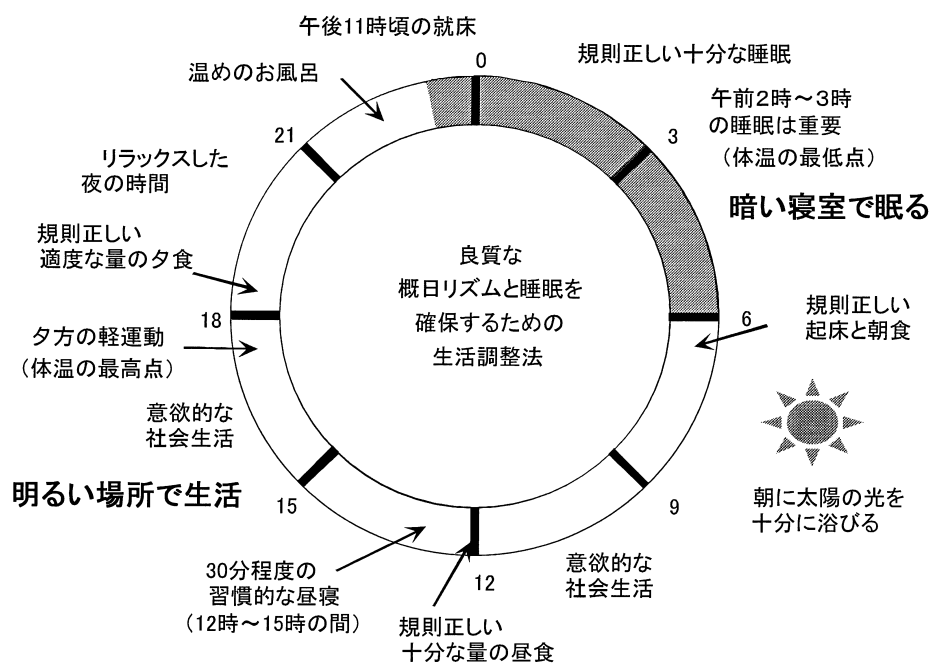 午後11時頃の就床
0
規則正しい十分な睡眠
温めのお風呂
午前2時〜3時
の睡眠は重要
(体温の最低点)
21
3
リラックスした
夜の時間
暗い寝室で眠る
規則正しい
適度な量の夕食
良質な
概日リズムと睡眠を
確保するための
生活調整法
18
6
規則正しい
起床と朝食
夕方の軽運動
(体温の最高点)
意欲的な
社会生活
明るい場所で生活
15
9
朝に太陽の光を
十分に浴びる
30分程度の
習慣的な昼寝
(12時〜15時の間)
12
意欲的な
社会生活
規則正しい
十分な量の昼食